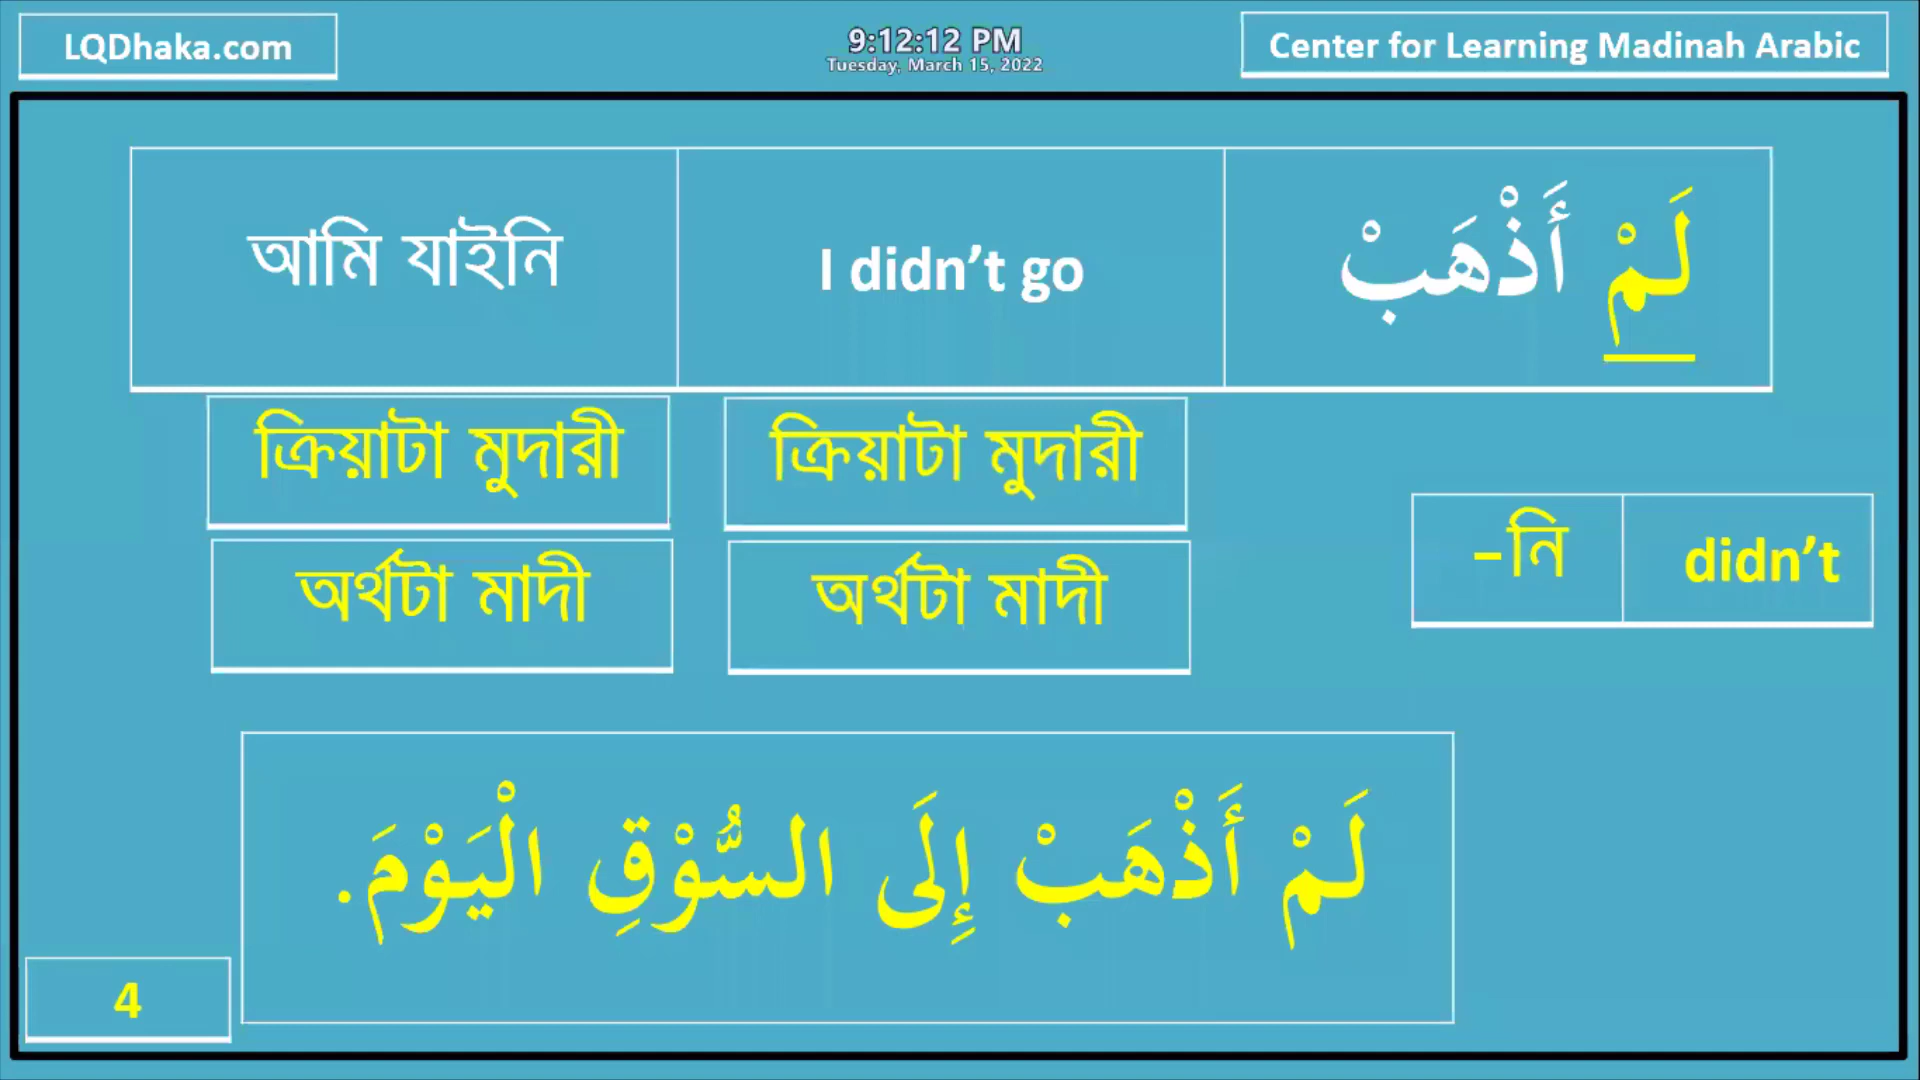 LQDhaka.com
9:12:12 PM
Tuesday, March 15, 2022
Center for Learning Madinah Arabic
আমি যাইনি
I didn’t go
لَمْ أَذْهَبْ
ক্রিয়াটা মুদারী
ক্রিয়াটা মুদারী
–নি
didn’t
অর্থটা মাদী
অর্থটা মাদী
لَمْ أَذْهَبْ إِلَى السُّوْقِ الْيَوْمَ.
4